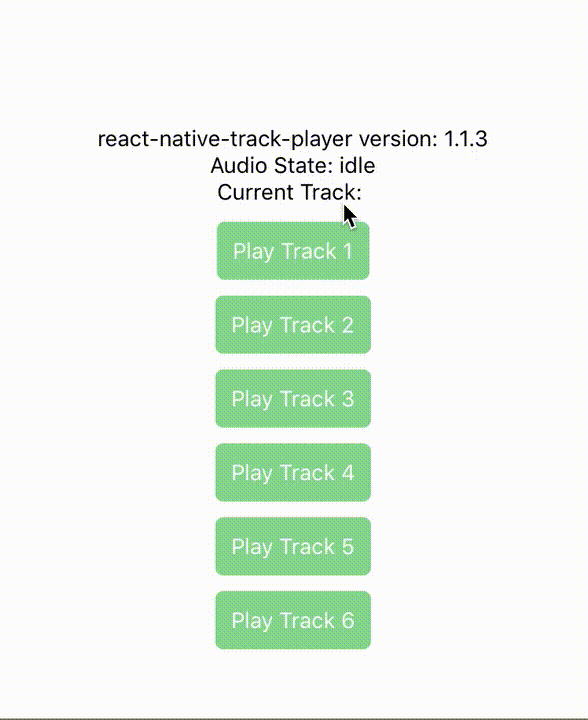 react-native-track-player version: 1.1.3
Audio State: idle
Current Track:
Play Track 1
Play Track 2
Play Track 3
Play Track 4
Play Track 5
Play Track 6